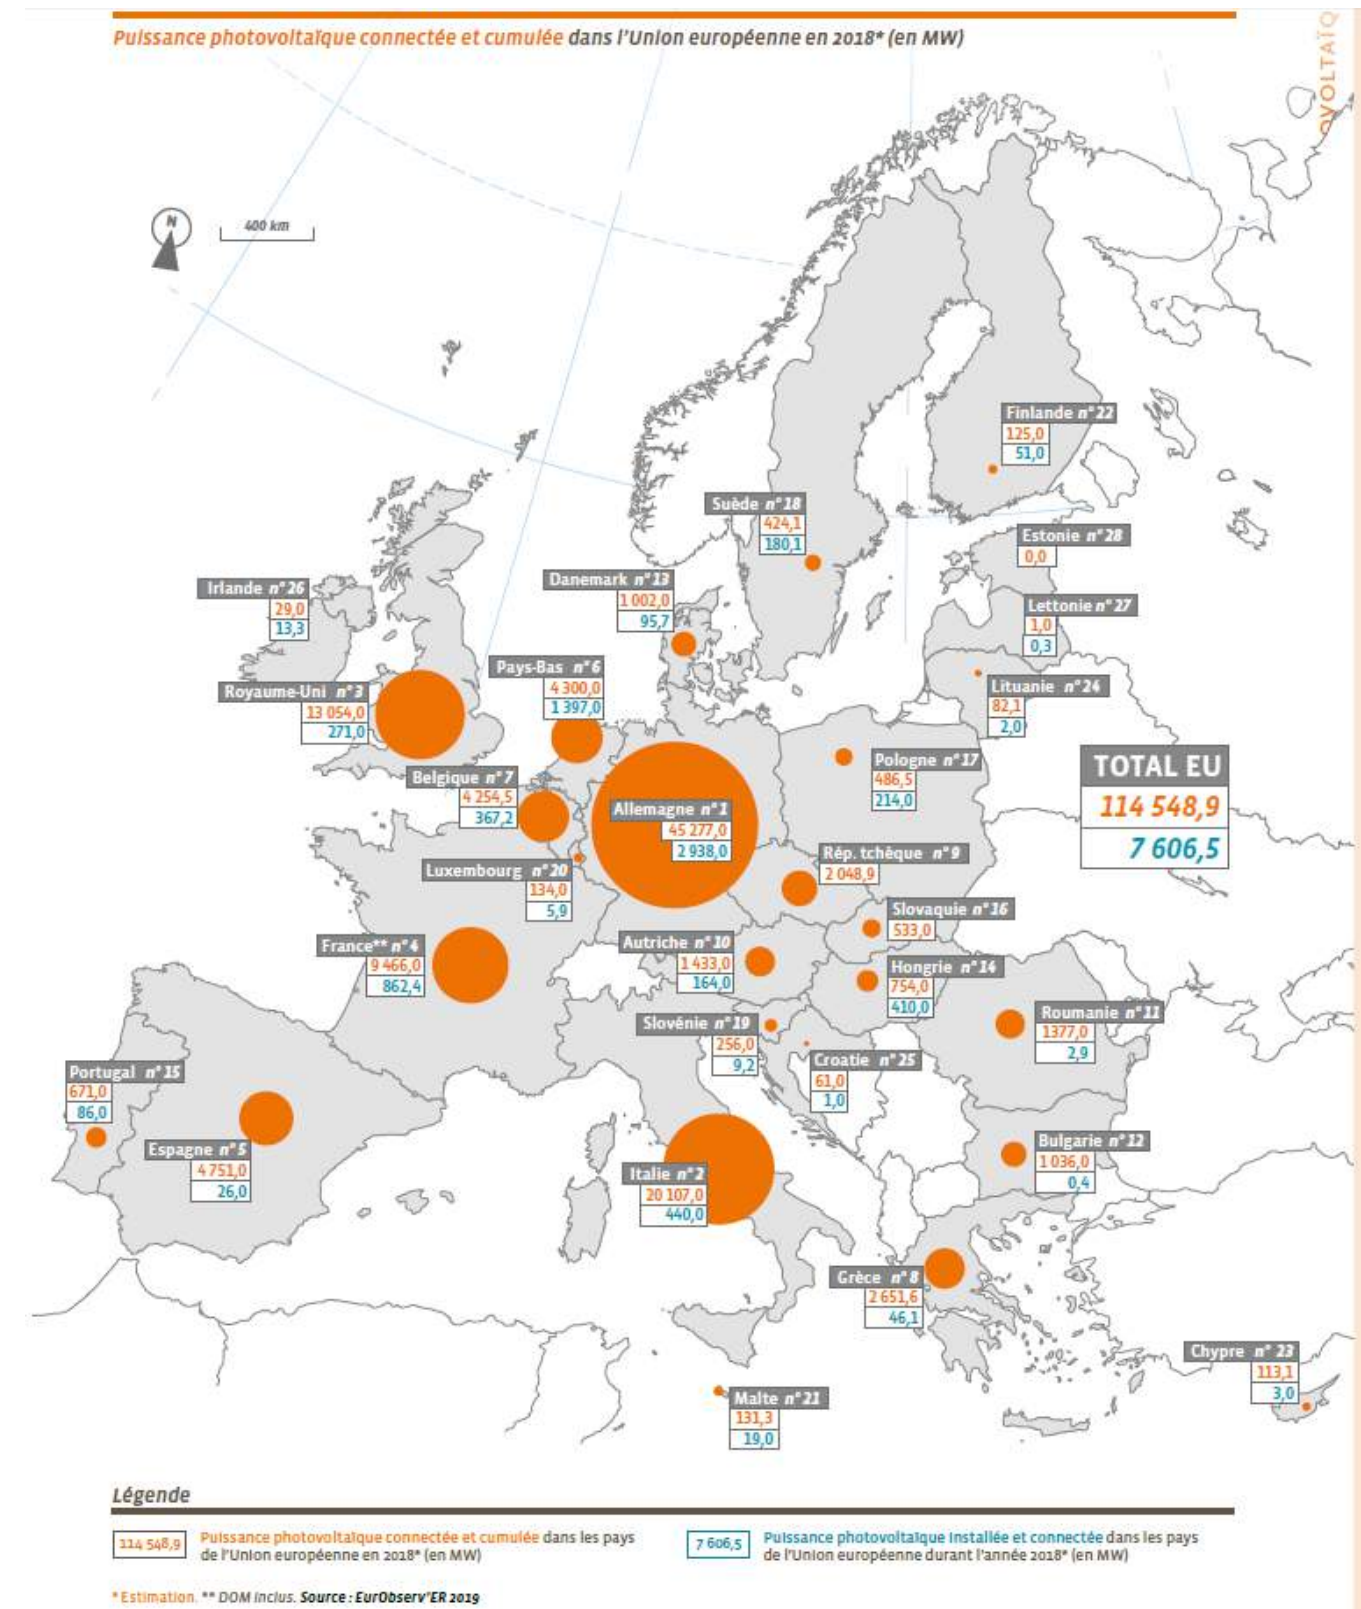 Puissance photovoltaïque connectée et cumulée dans l'Union européenne en 2018* (en MW)
OVOLTAÏQ
N
400 km
Finlande n°22
125,0
51,0
Suède n°18
424,1
180,1
Estonie n°28
0,0
Danemark n°13
1 002,0
95,7
Irlande n°26
29,0
13,3
Lettonie n°27
1,0
0,3
Pays-Bas n°6
4 300,0
1 397,0
Royaume-Uni n°3
13 054,0
271,0
Lituanie n°24
82,1
2,0
Pologne n°17
486,5
214,0
TOTAL EU
114 548,9
7 606,5
Belgique n°7
4 254,5
367,2
Allemagne n°1
45 277,0
2 938,0
Rép. tchèque n°9
2 048,9
Luxembourg n°20
134,0
5,9
Slovaquie n°16
533,0
France** n°4
9 466,0
862,4
Autriche n°10
1 433,0
164,0
Hongrie n°14
754,0
410,0
Roumanie n°11
1377,0
2,9
Slovénie n°19
256,0
9,2
Croatie n°25
61,0
1,0
Portugal n°15
671,0
86,0
Espagne n°5
4 751,0
26,0
Bulgarie n°12
1 036,0
0,4
Italie n°2
20 107,0
440,0
Grèce n°8
2 651,6
46,1
Chypre n° 23
113,1
3,0
Malte n°21
131,3
19,0
Légende
114 548,9
Puissance photovoltaïque connectée et cumulée dans les pays
de l'Union européenne en 2018* (en MW)
7 606,5
Puissance photovoltaïque installée et connectée dans les pays
de l'Union européenne durant l'année 2018* (en MW)
* Estimation. ** DOM inclus. Source : EurObserv'ER 2019